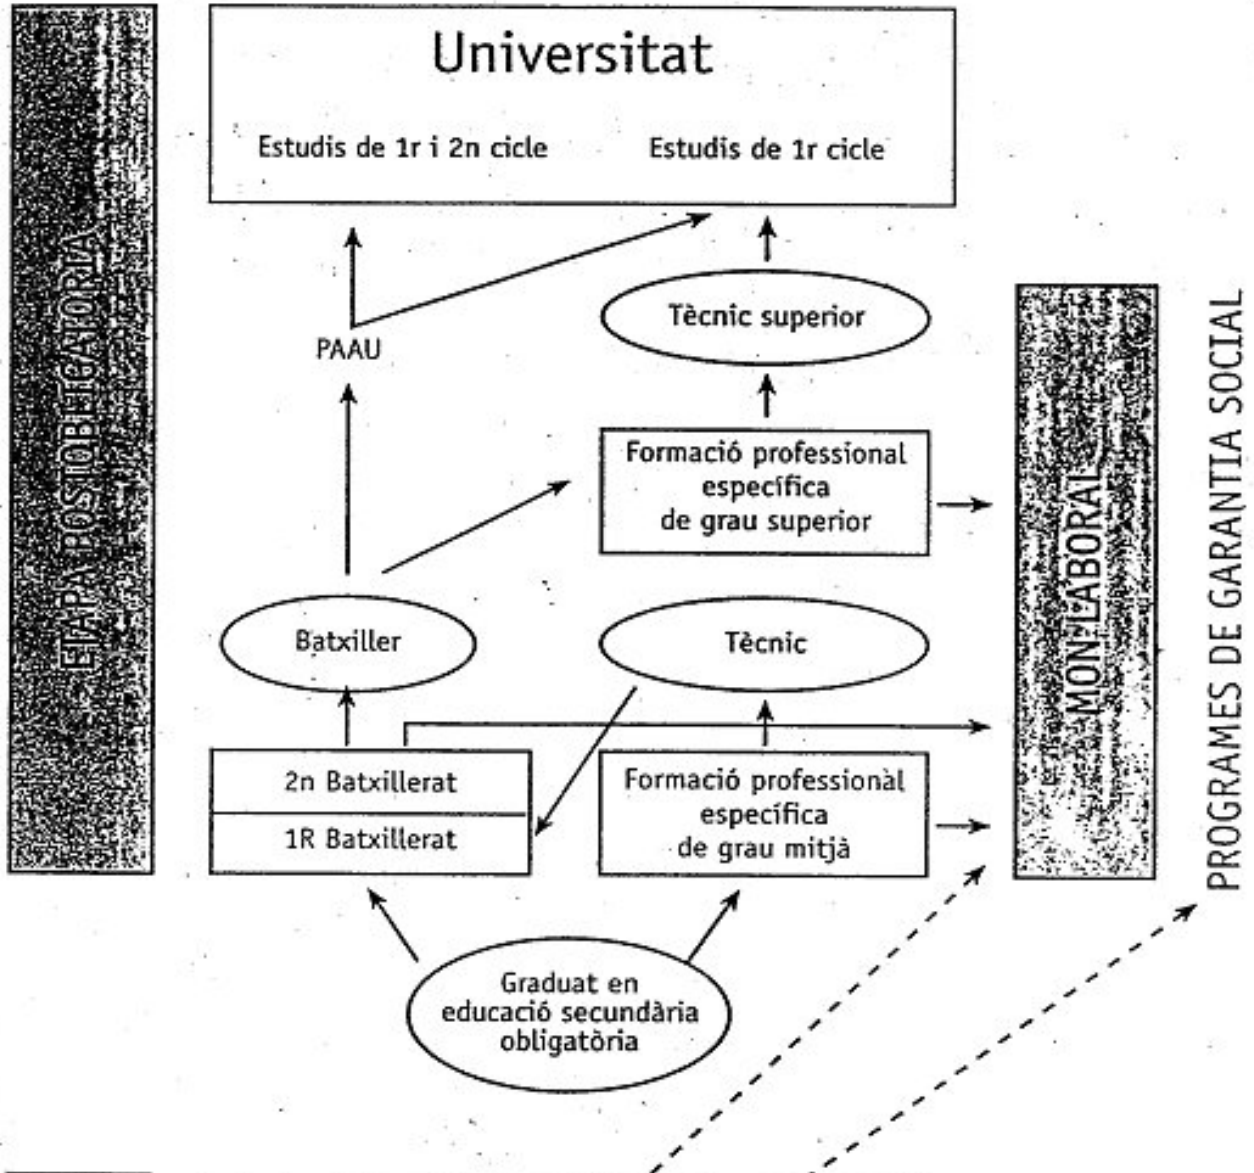 Universitat
Estudis de 1r i 2n cicle
Estudis de 1r cicle
ETAPA POSTOBLIGATORIA
PAAU
Tècnic superior
Formació professional
específica
de grau superior
Batxiller
Tècnic
2n Batxillerat
1R Batxillerat
Formació professional
específica
de grau mitjà
Graduat en
educació secundària
obligatòria
MON LABORAL
PROGRAMES DE GARANTIA SOCIAL